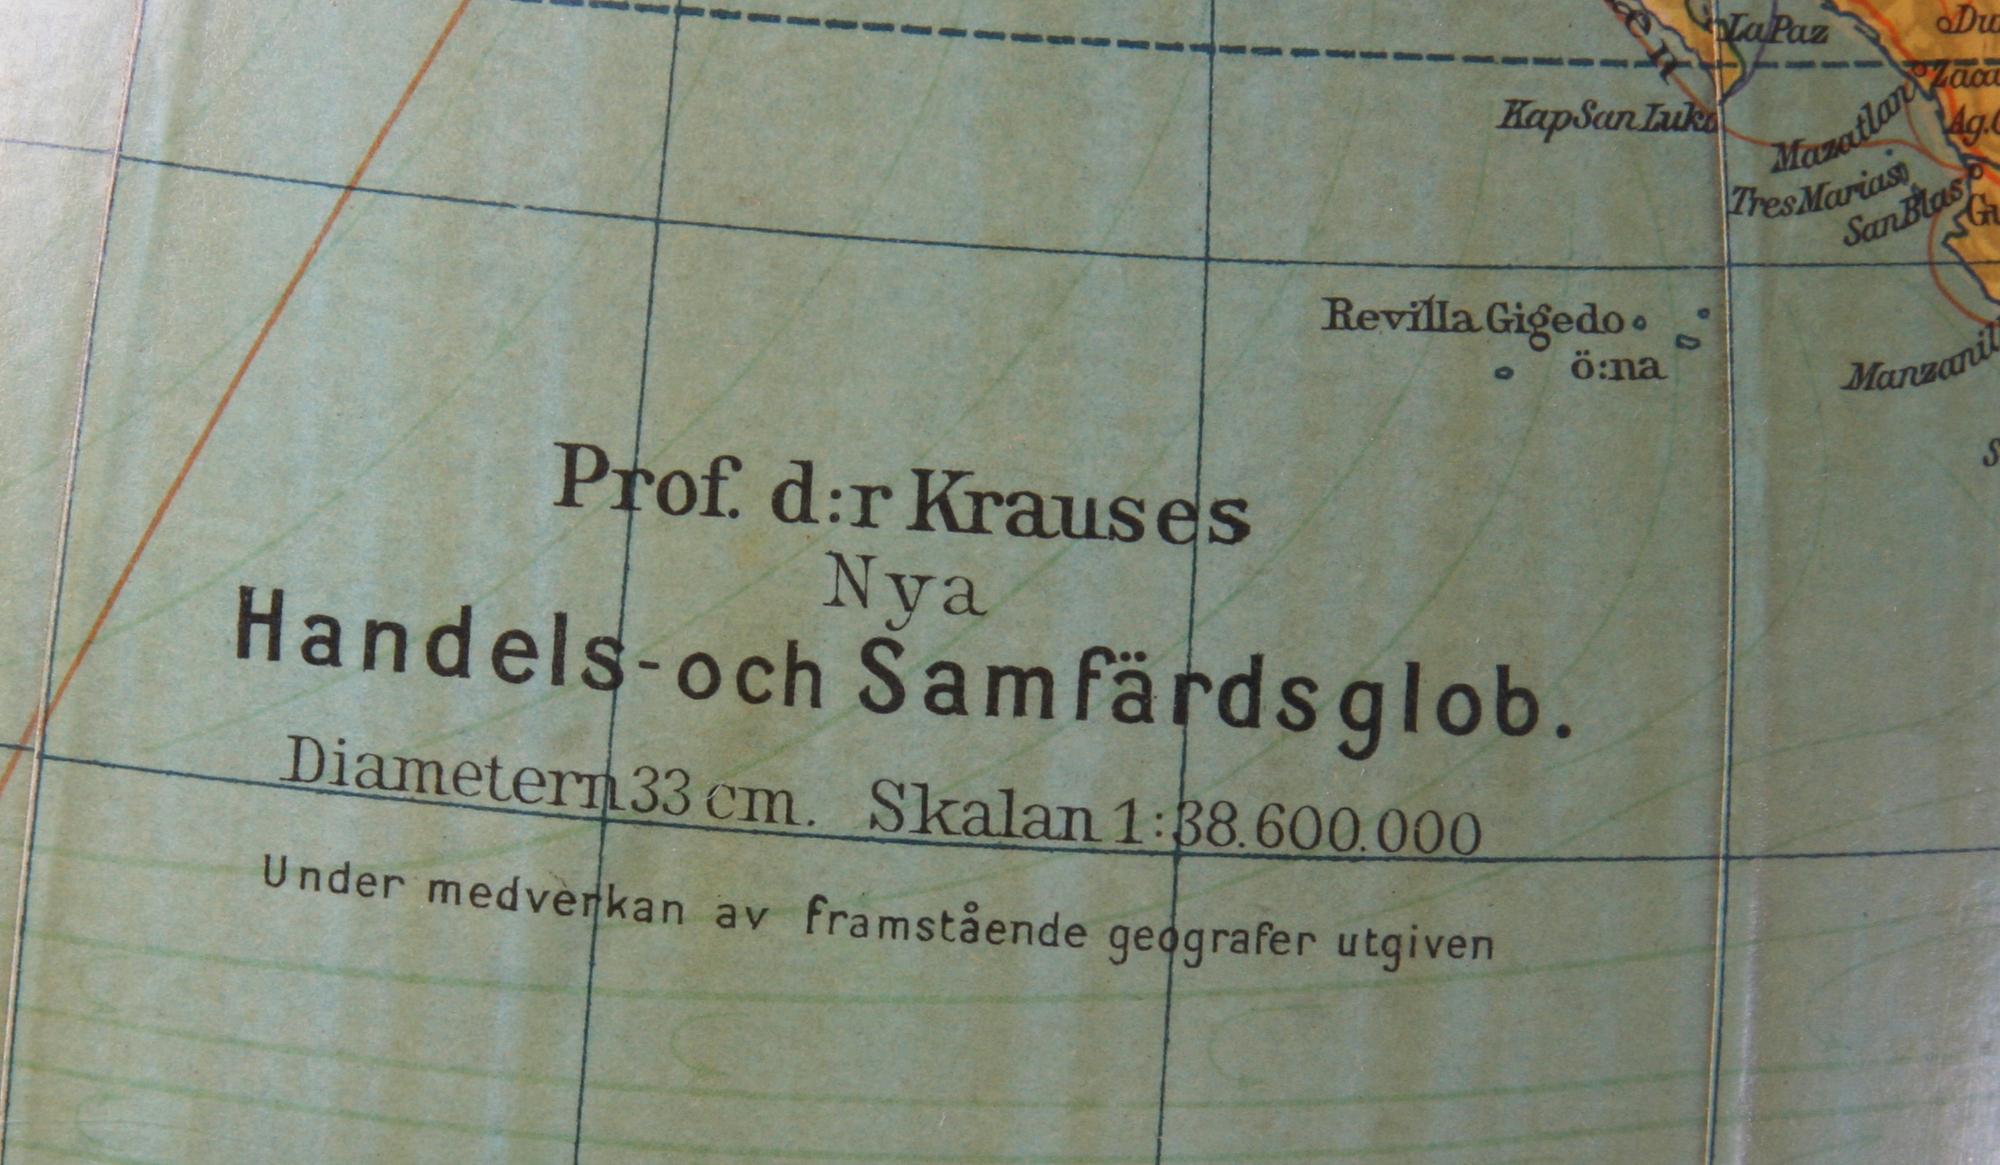 La Paz
Kap San Luka
Mazatlan
Tres Marias
San Blas
Revilla Gigedo
ö:na
Prof. d:r Krauses
Nya
Handels- och Samfärdsglob.
Diametern 33 cm. Skalan 1:38.600.000
Under medverkan av framstående geografer utgiven